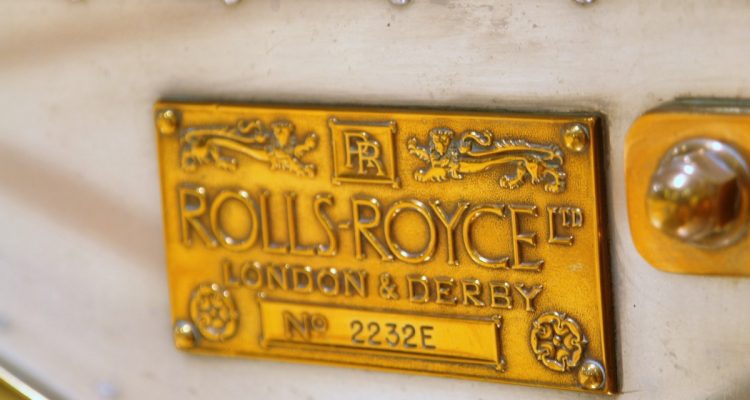 RR
ROLLS-ROYCE LTD
LONDON & DERBY
No 2232E